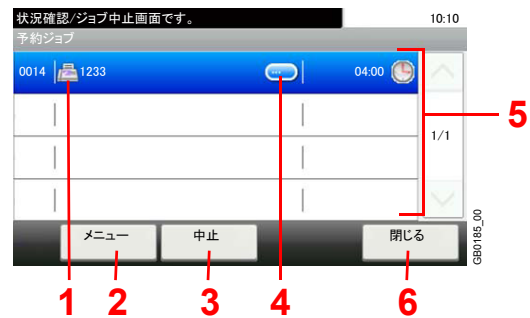 状況確認/ジョブ中止画面です。 10:10
予約ジョブ
0014 1233 04:00
1/1
5
メニュー 中止 閉じる
GB0185_00
1 2 3 4 6